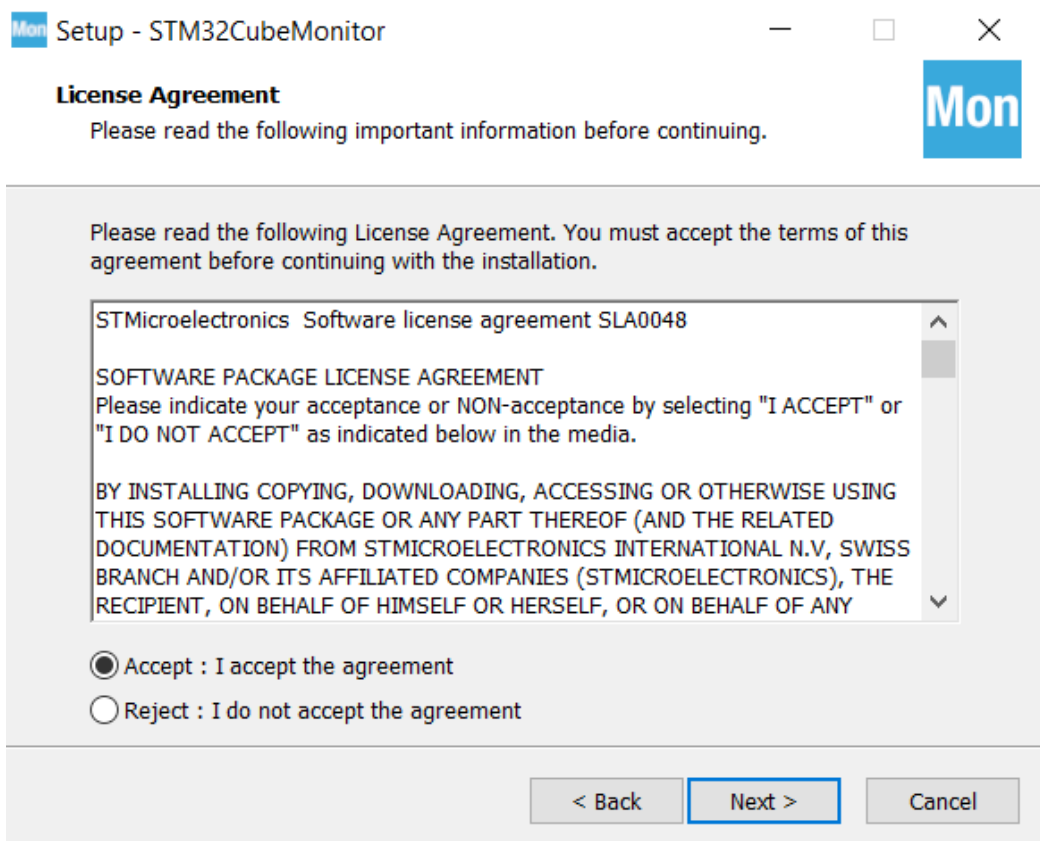 Mon Setup - STM32CubeMonitor
License Agreement
Please read the following important information before continuing.
Mon
Please read the following License Agreement. You must accept the terms of this
agreement before continuing with the installation.
STMicroelectronics  Software license agreement SLA0048
SOFTWARE PACKAGE LICENSE AGREEMENT
Please indicate your acceptance or NON-acceptance by selecting "I ACCEPT" or
"I DO NOT ACCEPT" as indicated below in the media.
BY INSTALLING COPYING, DOWNLOADING, ACCESSING OR OTHERWISE USING
THIS SOFTWARE PACKAGE OR ANY PART THEREOF (AND THE RELATED
DOCUMENTATION) FROM STMICROELECTRONICS INTERNATIONAL N.V, SWISS
BRANCH AND/OR ITS AFFILIATED COMPANIES (STMICROELECTRONICS), THE
RECIPIENT, ON BEHALF OF HIMSELF OR HERSELF, OR ON BEHALF OF ANY
Accept : I accept the agreement
Reject : I do not accept the agreement
< Back Next > Cancel